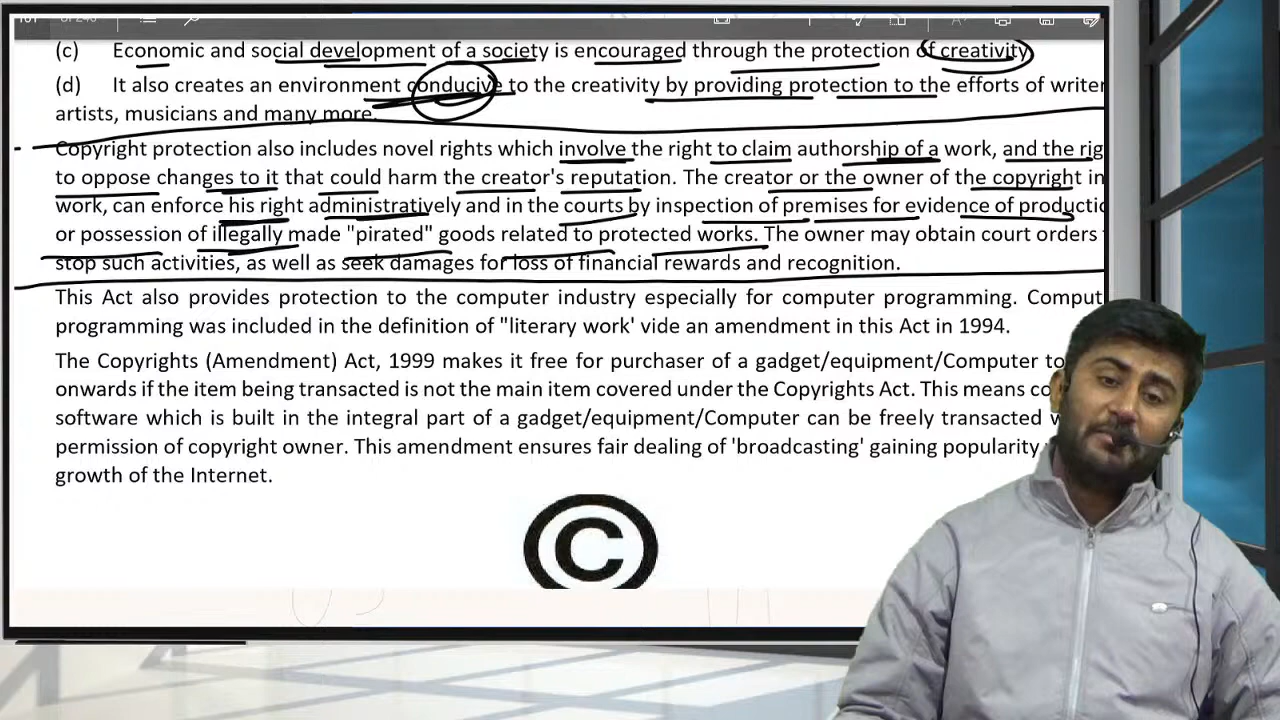 of 240
(c) Economic and social development of a society is encouraged through the protection of creativity
(d) It also creates an environment conducive to the creativity by providing protection to the efforts of writer
artists, musicians and many more.
Copyright protection also includes novel rights which involve the right to claim authorship of a work, and the rig
to oppose changes to it that could harm the creator's reputation. The creator or the owner of the copyright in
work, can enforce his right administratively and in the courts by inspection of premises for evidence of producti
or possession of illegally made "pirated" goods related to protected works. The owner may obtain court orders
stop such activities, as well as seek damages for loss of financial rewards and recognition.
This Act also provides protection to the computer industry especially for computer programming. Comput
programming was included in the definition of "literary work' vide an amendment in this Act in 1994.
The Copyrights (Amendment) Act, 1999 makes it free for purchaser of a gadget/equipment/Computer to
onwards if the item being transacted is not the main item covered under the Copyrights Act. This means co
software which is built in the integral part of a gadget/equipment/Computer can be freely transacted
permission of copyright owner. This amendment ensures fair dealing of 'broadcasting' gaining popularity
growth of the Internet.
©